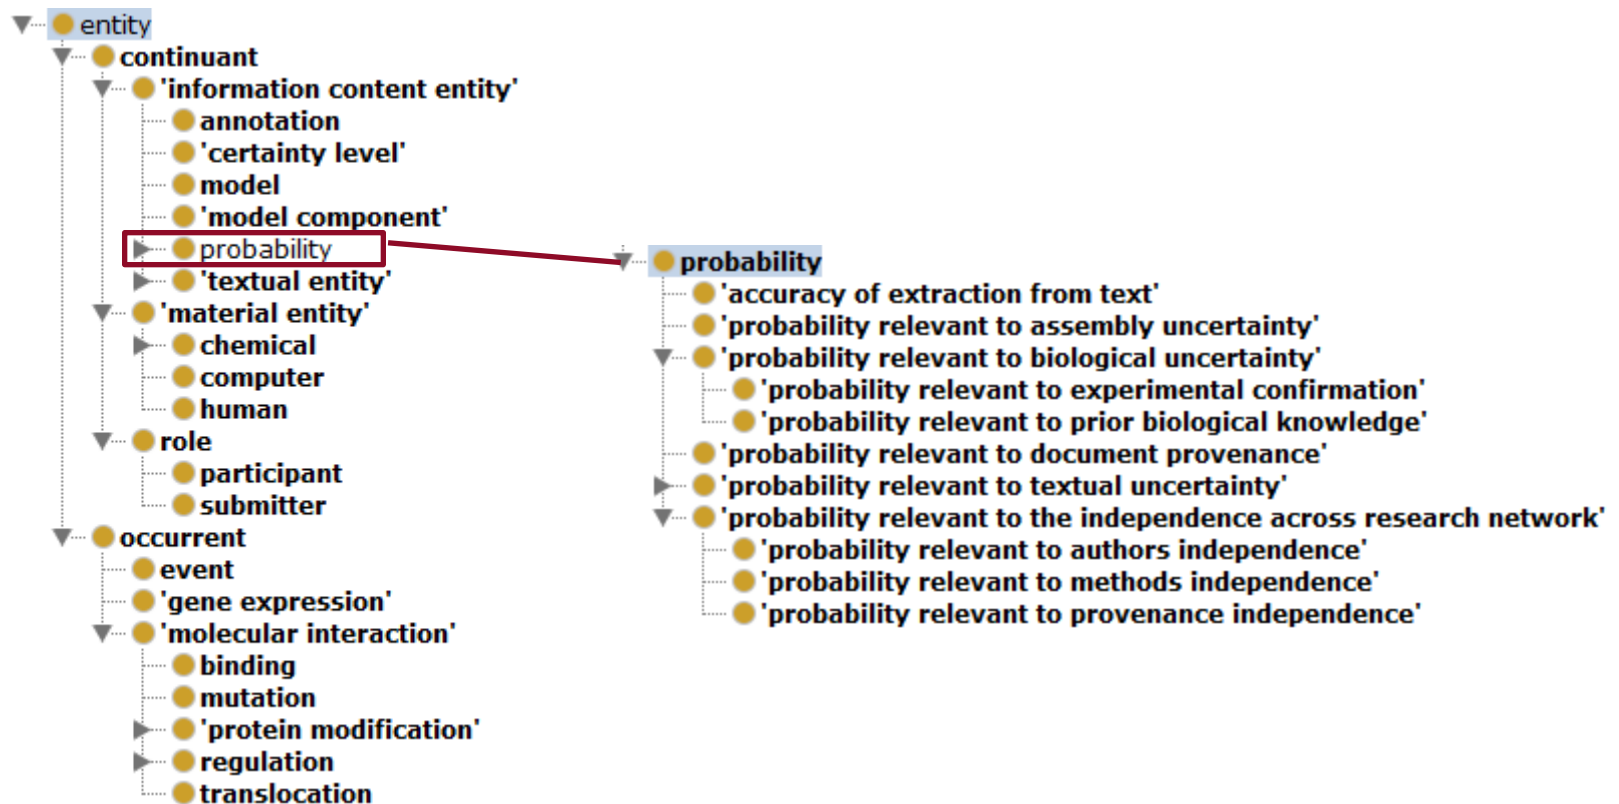 entity
continuant
'information content entity'
annotation
'certainty level'
model
'model component'
probability
'textual entity'
'material entity'
chemical
computer
human
role
participant
submitter
occurrent
event
'gene expression'
'molecular interaction'
binding
mutation
'protein modification'
regulation
translocation
probability
'accuracy of extraction from text'
'probability relevant to assembly uncertainty'
'probability relevant to biological uncertainty'
'probability relevant to experimental confirmation'
'probability relevant to prior biological knowledge'
'probability relevant to document provenance'
'probability relevant to textual uncertainty'
'probability relevant to the independence across research network'
'probability relevant to authors independence'
'probability relevant to methods independence'
'probability relevant to provenance independence'